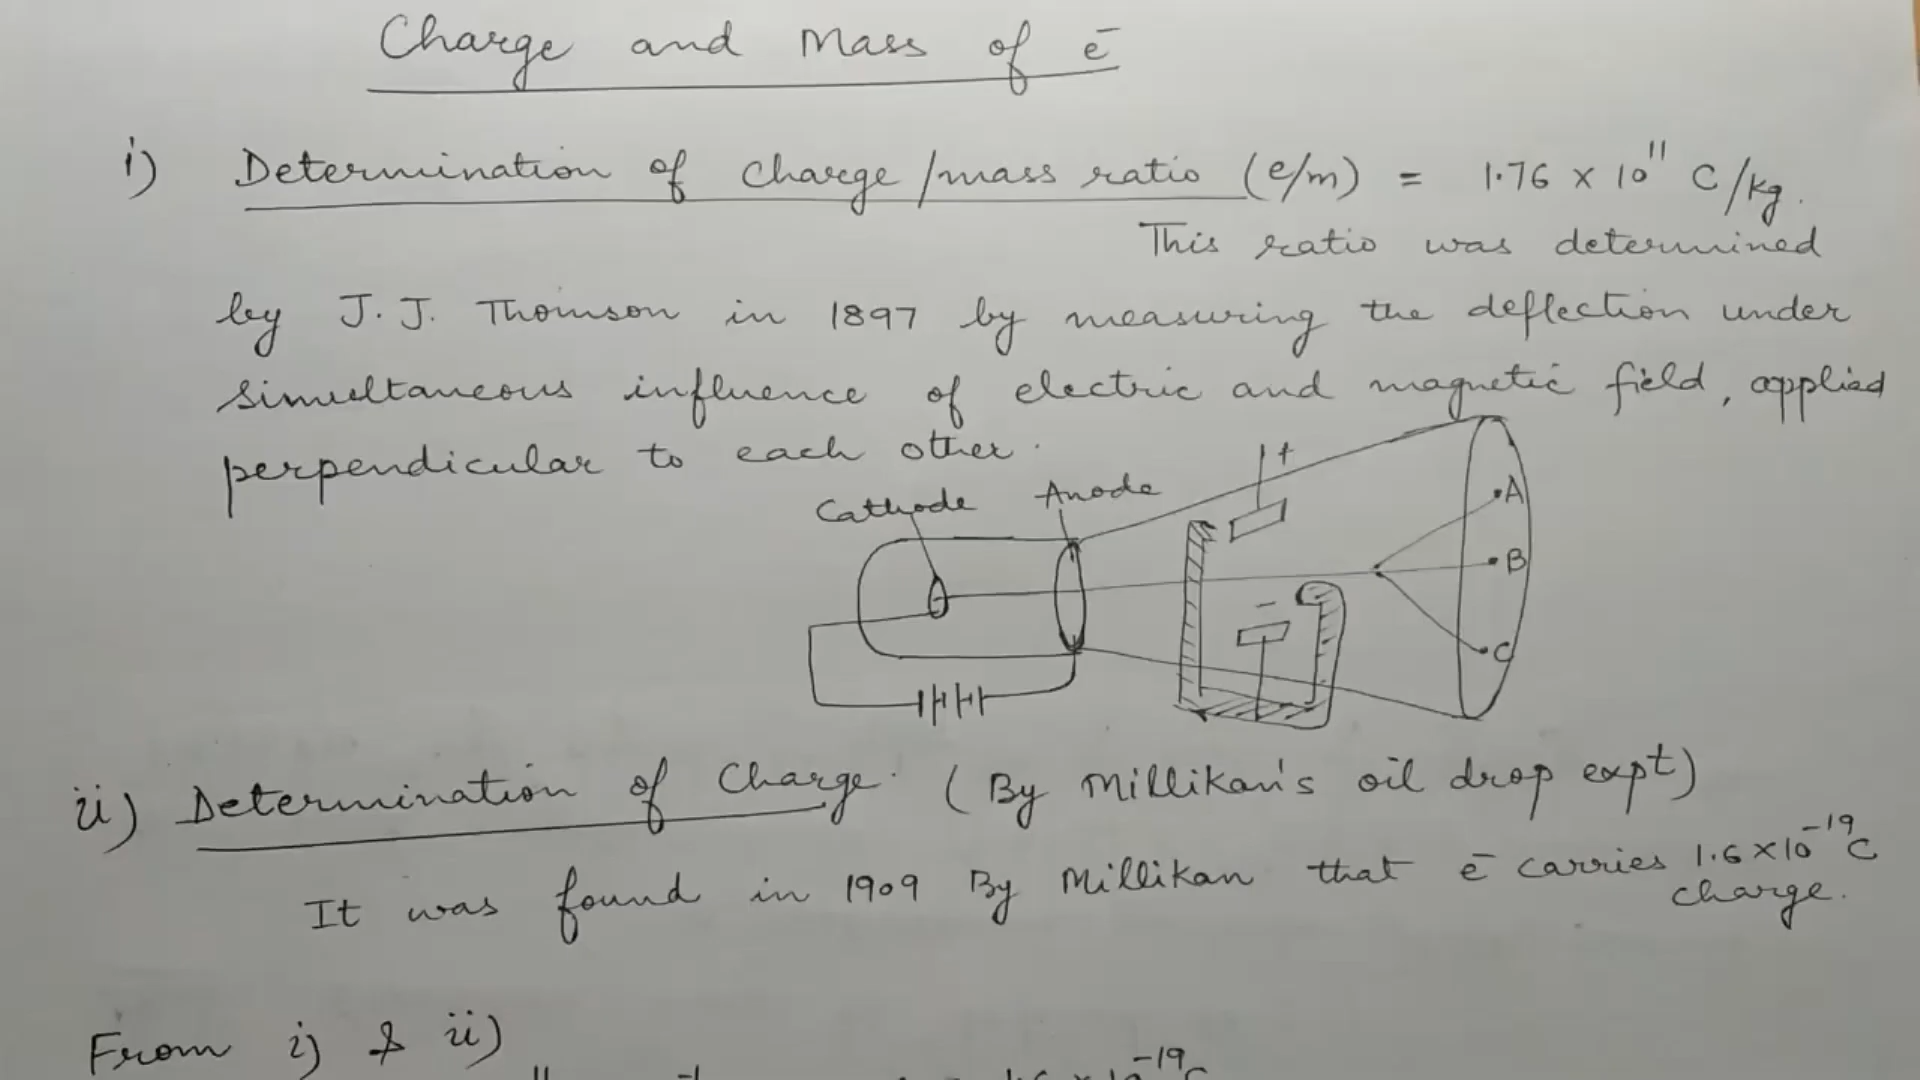 Charge and Mass of ē
i) Determination of charge/mass ratio (e/m) = 1.76 × 10¹¹ C/kg.
This ratio was determined
by J.J. Thomson in 1897 by measuring the deflection under
simultaneous influence of electric and magnetic field, applied
perpendicular to each other.
Cathode Anode +
A
B
–
C
ii) Determination of Charge (By Millikan's oil drop expt)
It was found in 1909 By Millikan that ē carries 1.6 × 10⁻¹⁹ C
charge.
From i) & ii)